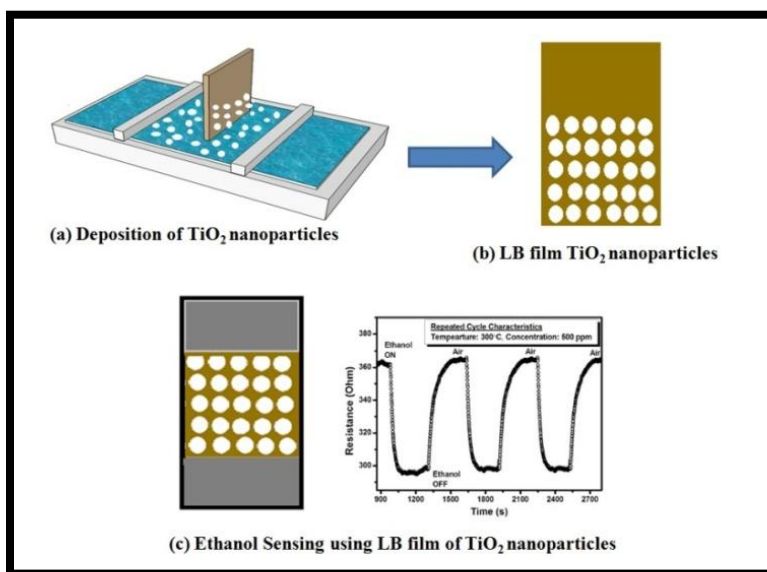 (a) Deposition of TiO₂ nanoparticles
(b) LB film TiO₂ nanoparticles
Repeated Cycle Characteristics
Tempearture: 300°C. Concentration: 500 ppm
Ethanol
ON
Air
Air
Air
Ethanol
OFF
Resistance (Ohm)
380
360
340
320
300
900 1200 1500 1800 2100 2400 2700
Time (s)
(c) Ethanol Sensing using LB film of TiO₂ nanoparticles